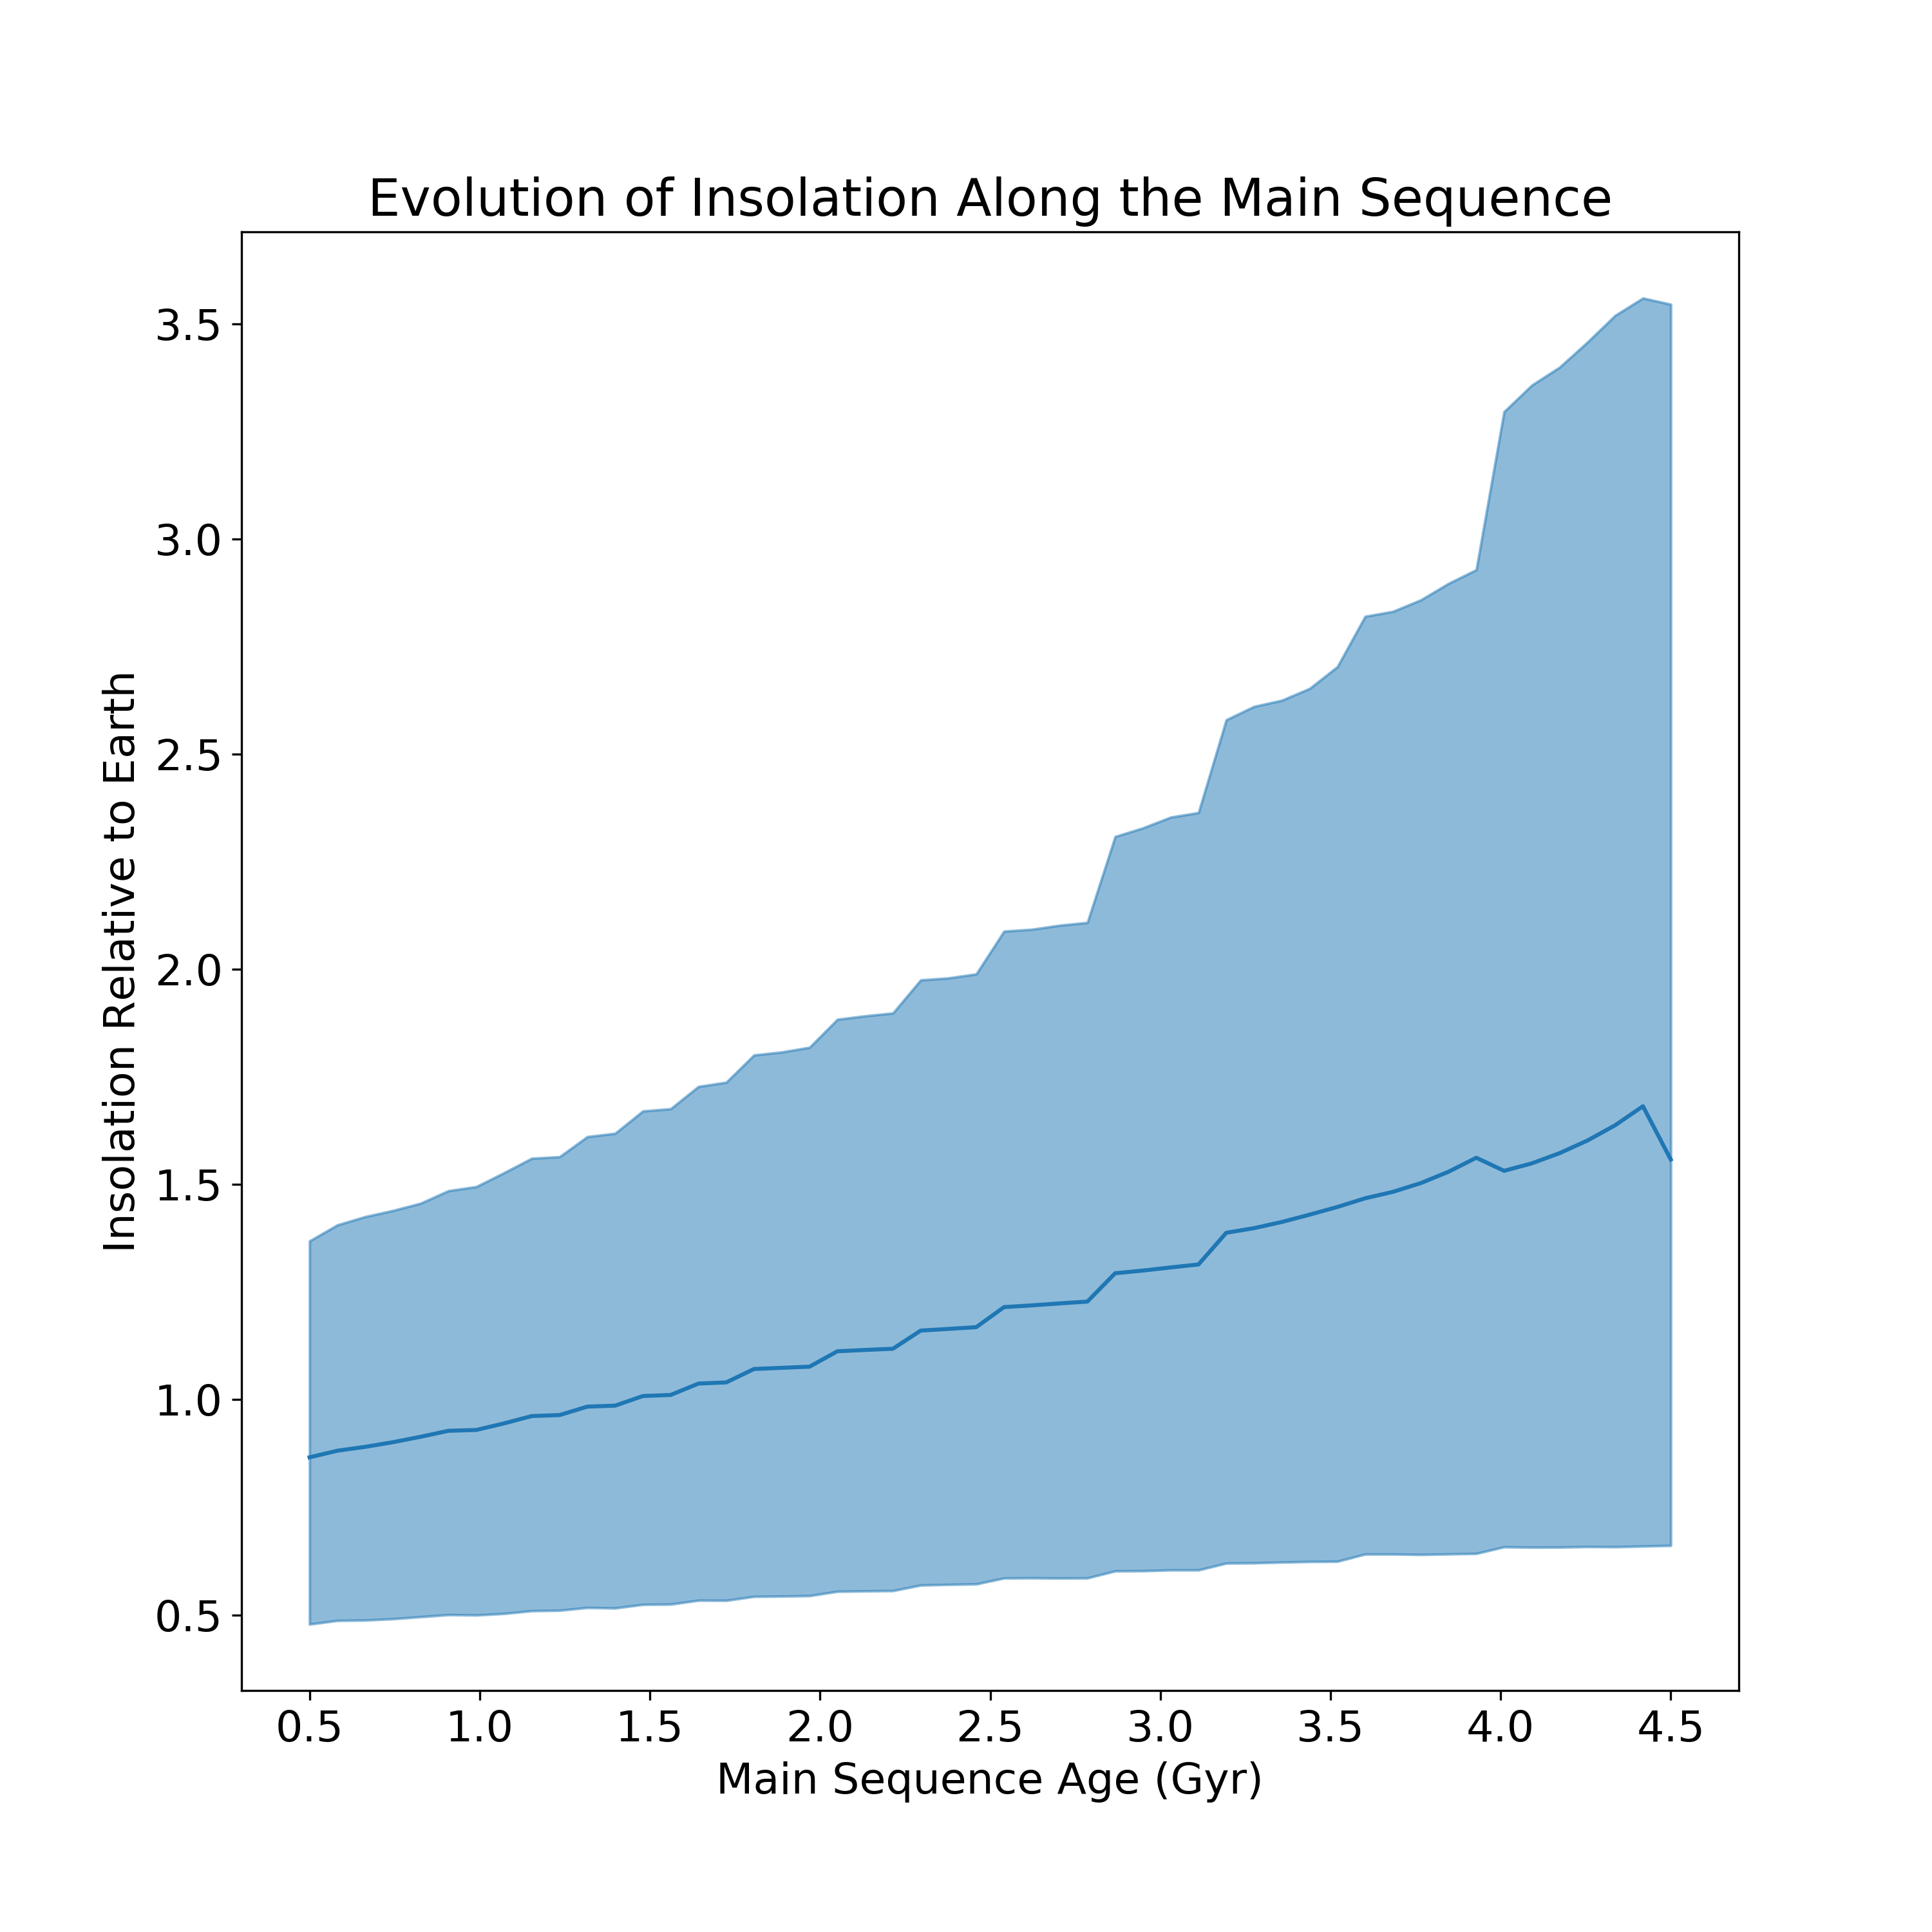 Evolution of Insolation Along the Main Sequence
Insolation Relative to Earth
3.5
3.0
2.5
2.0
1.5
1.0
0.5
0.5 1.0 1.5 2.0 2.5 3.0 3.5 4.0 4.5
Main Sequence Age (Gyr)